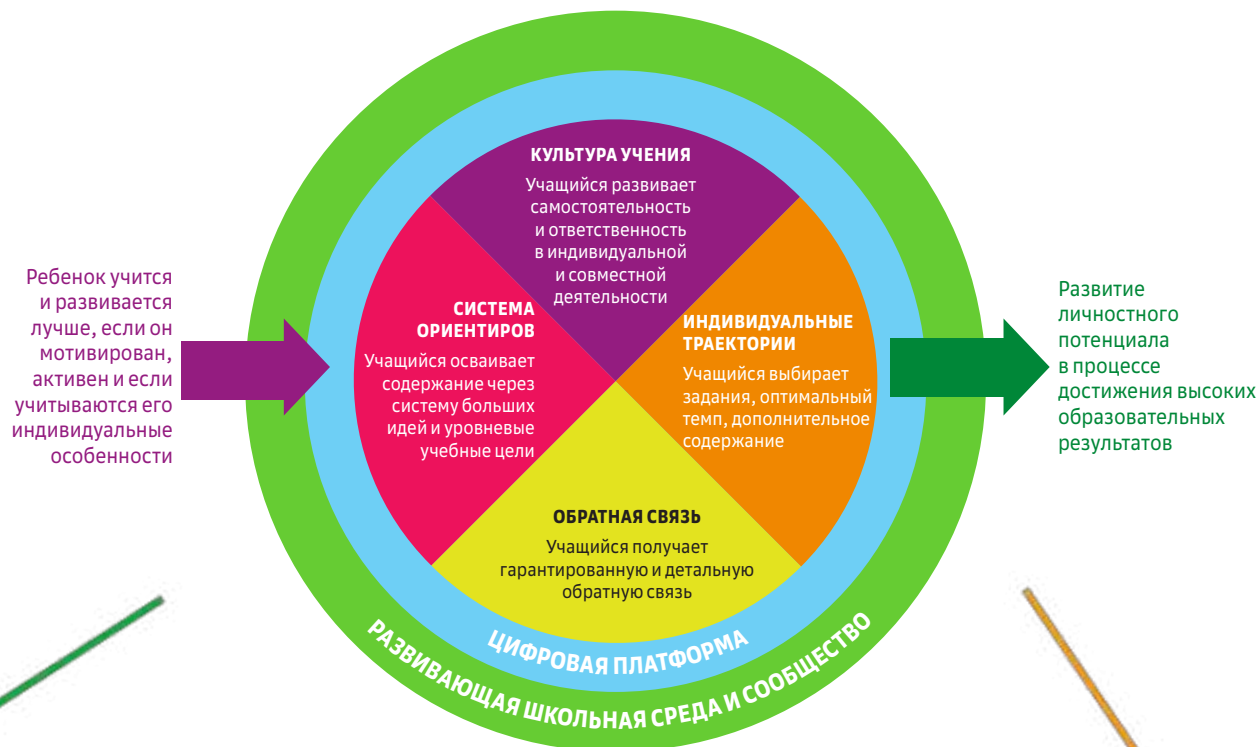 Ребенок учится
и развивается
лучше, если он
мотивирован,
активен и если
учитываются его
индивидуальные
особенности
КУЛЬТУРА УЧЕНИЯ
Учащийся развивает
самостоятельность
и ответственность
в индивидуальной
и совместной
деятельности
СИСТЕМА
ОРИЕНТИРОВ
Учащийся осваивает
содержание через
систему больших
идей и уровневые
учебные цели
ИНДИВИДУАЛЬНЫЕ
ТРАЕКТОРИИ
Учащийся выбирает
задания, оптимальный
темп, дополнительное
содержание
ОБРАТНАЯ СВЯЗЬ
Учащийся получает
гарантированную и детальную
обратную связь
ЦИФРОВАЯ ПЛАТФОРМА
РАЗВИВАЮЩАЯ ШКОЛЬНАЯ СРЕДА И СООБЩЕСТВО
Развитие
личностного
потенциала
в процессе
достижения высоких
образовательных
результатов